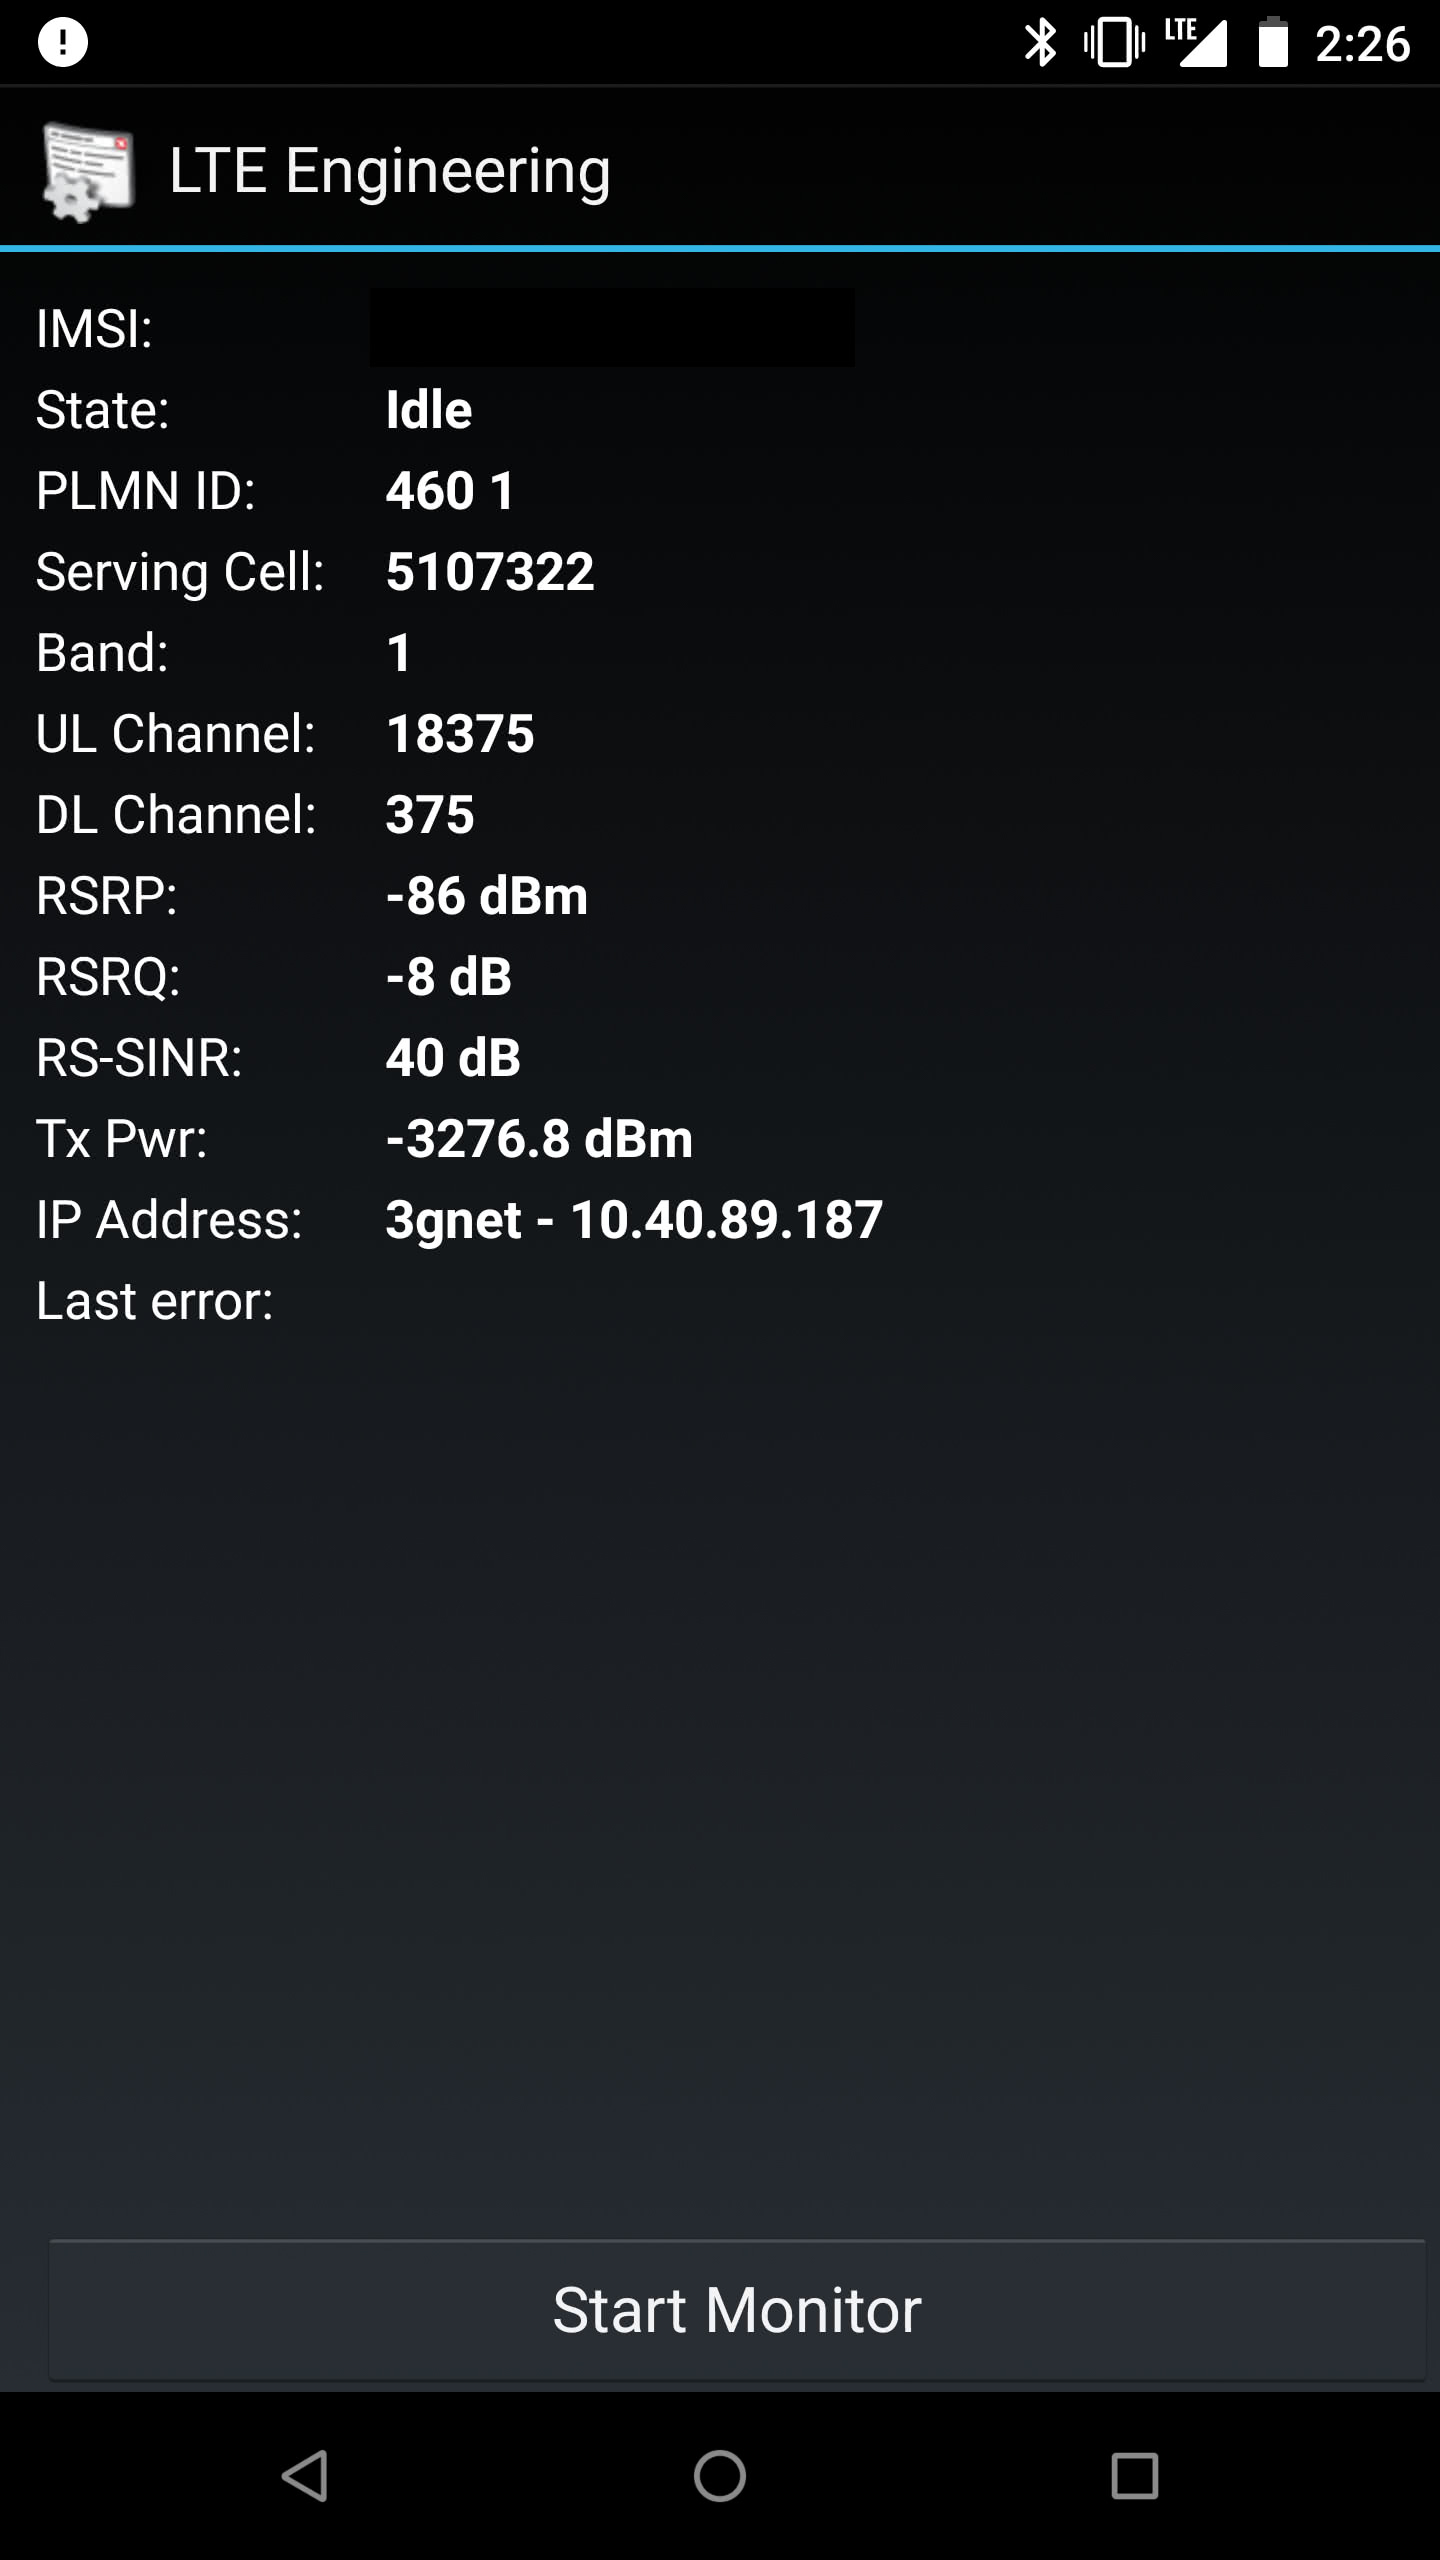 LTE 2:26
LTE Engineering
IMSI:
State: Idle
PLMN ID: 460 1
Serving Cell: 5107322
Band: 1
UL Channel: 18375
DL Channel: 375
RSRP: -86 dBm
RSRQ: -8 dB
RS-SINR: 40 dB
Tx Pwr: -3276.8 dBm
IP Address: 3gnet - 10.40.89.187
Last error:
Start Monitor